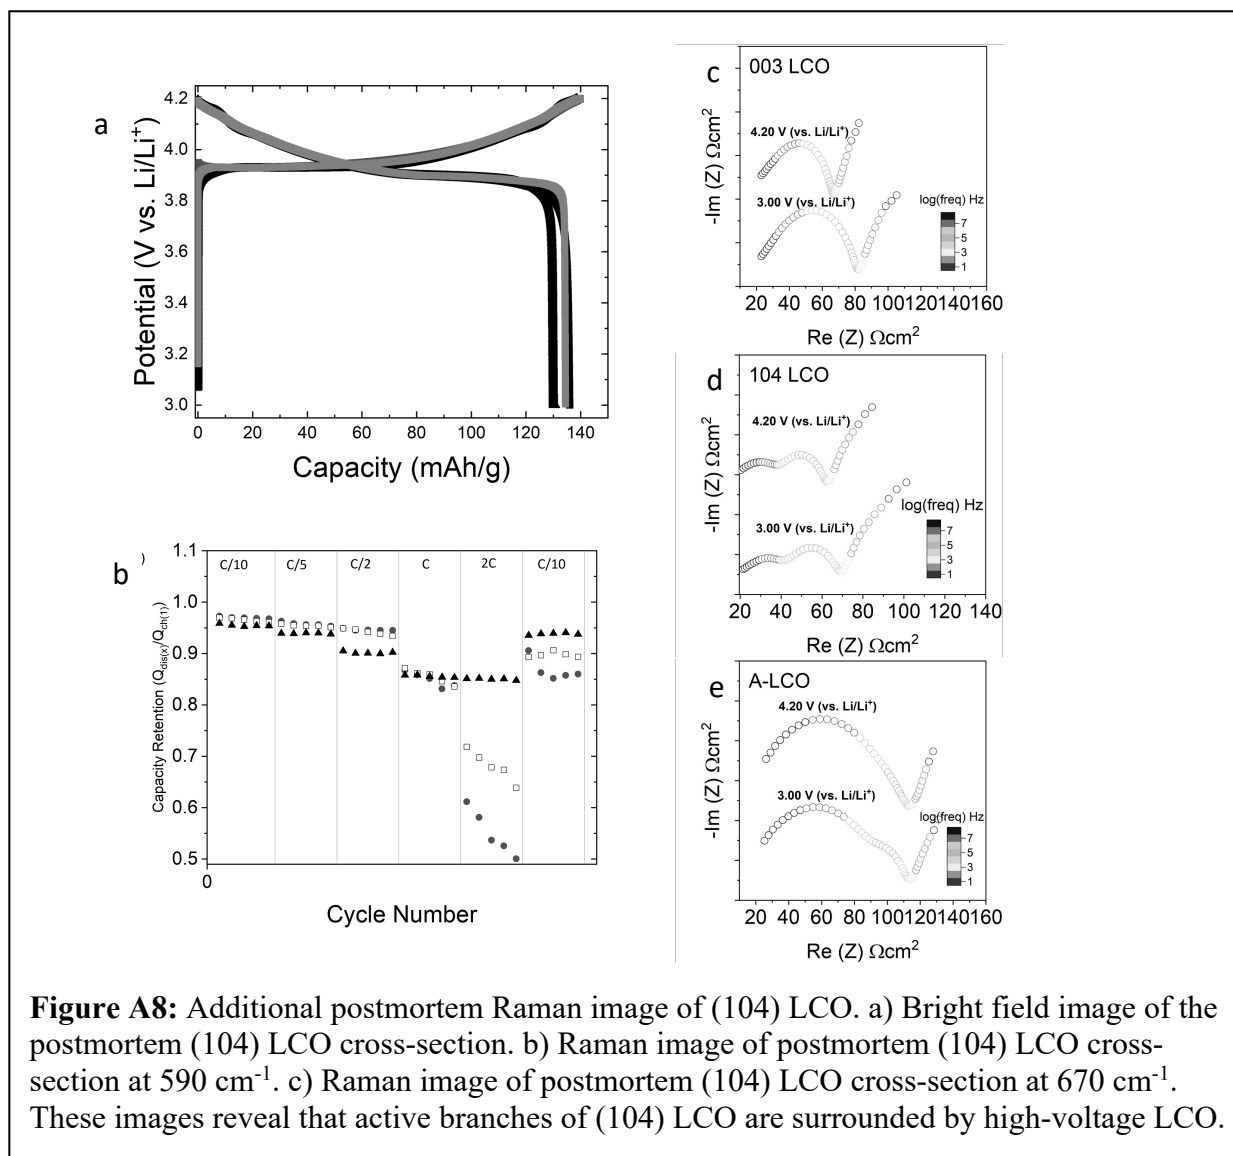 a
4.2
4.0
3.8
3.6
3.4
3.2
3.0
Potential (V vs. Li/Li⁺)
0 20 40 60 80 100 120 140
Capacity (mAh/g)
b
)
C/10 C/5 C/2 C 2C C/10
1.1
1.0
0.9
0.8
0.7
0.6
0.5
Capacity Retention (Q_dis(x)/Q_ch(1))
0
Cycle Number
c
003 LCO
4.20 V (vs. Li/Li⁺)
3.00 V (vs. Li/Li⁺)
log(freq) Hz
7
5
3
1
-Im (Z) Ωcm²
20 40 60 80 100 120 140 160
Re (Z) Ωcm²
d
104 LCO
4.20 V (vs. Li/Li⁺)
3.00 V (vs. Li/Li⁺)
log(freq) Hz
7
5
3
1
-Im (Z) Ωcm²
20 40 60 80 100 120 140
Re (Z) Ωcm²
e
A-LCO
4.20 V (vs. Li/Li⁺)
3.00 V (vs. Li/Li⁺)
log(freq) Hz
7
5
3
1
-Im (Z) Ωcm²
20 40 60 80 100 120 140 160
Re (Z) Ωcm²
Figure A8: Additional postmortem Raman image of (104) LCO. a) Bright field image of the
postmortem (104) LCO cross-section. b) Raman image of postmortem (104) LCO cross-
section at 590 cm⁻¹. c) Raman image of postmortem (104) LCO cross-section at 670 cm⁻¹.
These images reveal that active branches of (104) LCO are surrounded by high-voltage LCO.